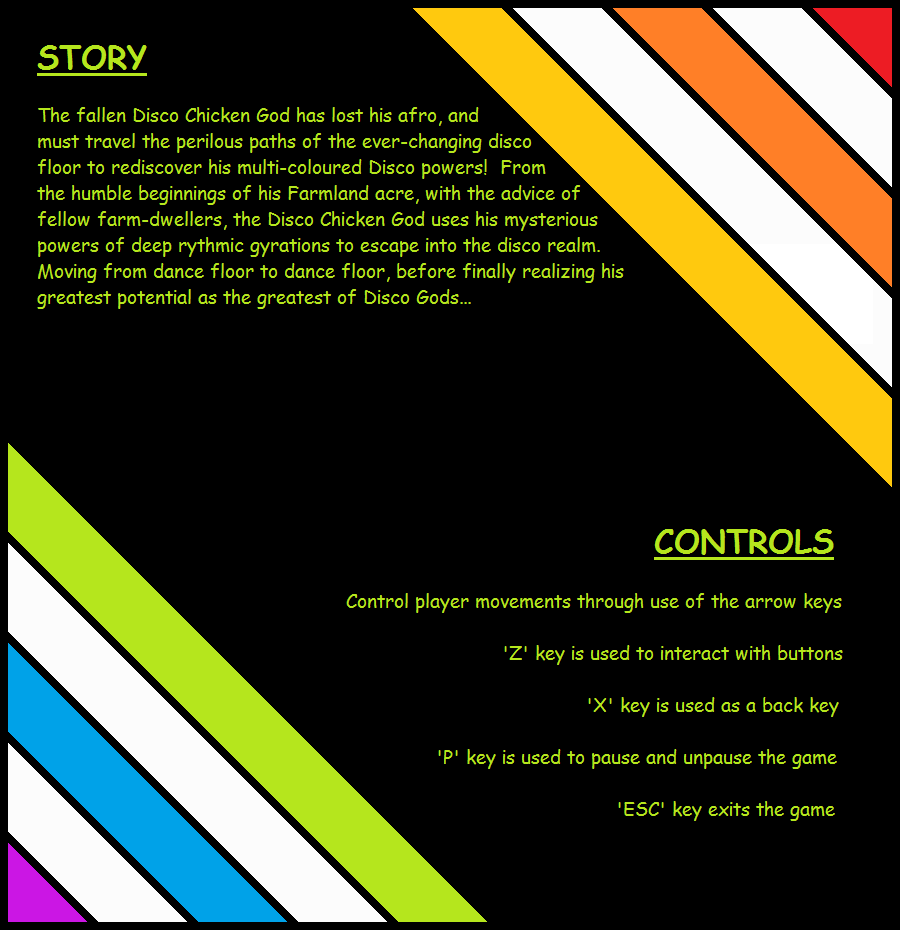 STORY
The fallen Disco Chicken God has lost his afro, and
must travel the perilous paths of the ever-changing disco
floor to rediscover his multi-coloured Disco powers!  From
the humble beginnings of his Farmland acre, with the advice of
fellow farm-dwellers, the Disco Chicken God uses his mysterious
powers of deep rythmic gyrations to escape into the disco realm.
Moving from dance floor to dance floor, before finally realizing his
greatest potential as the greatest of Disco Gods...
CONTROLS
Control player movements through use of the arrow keys
'Z' key is used to interact with buttons
'X' key is used as a back key
'P' key is used to pause and unpause the game
'ESC' key exits the game